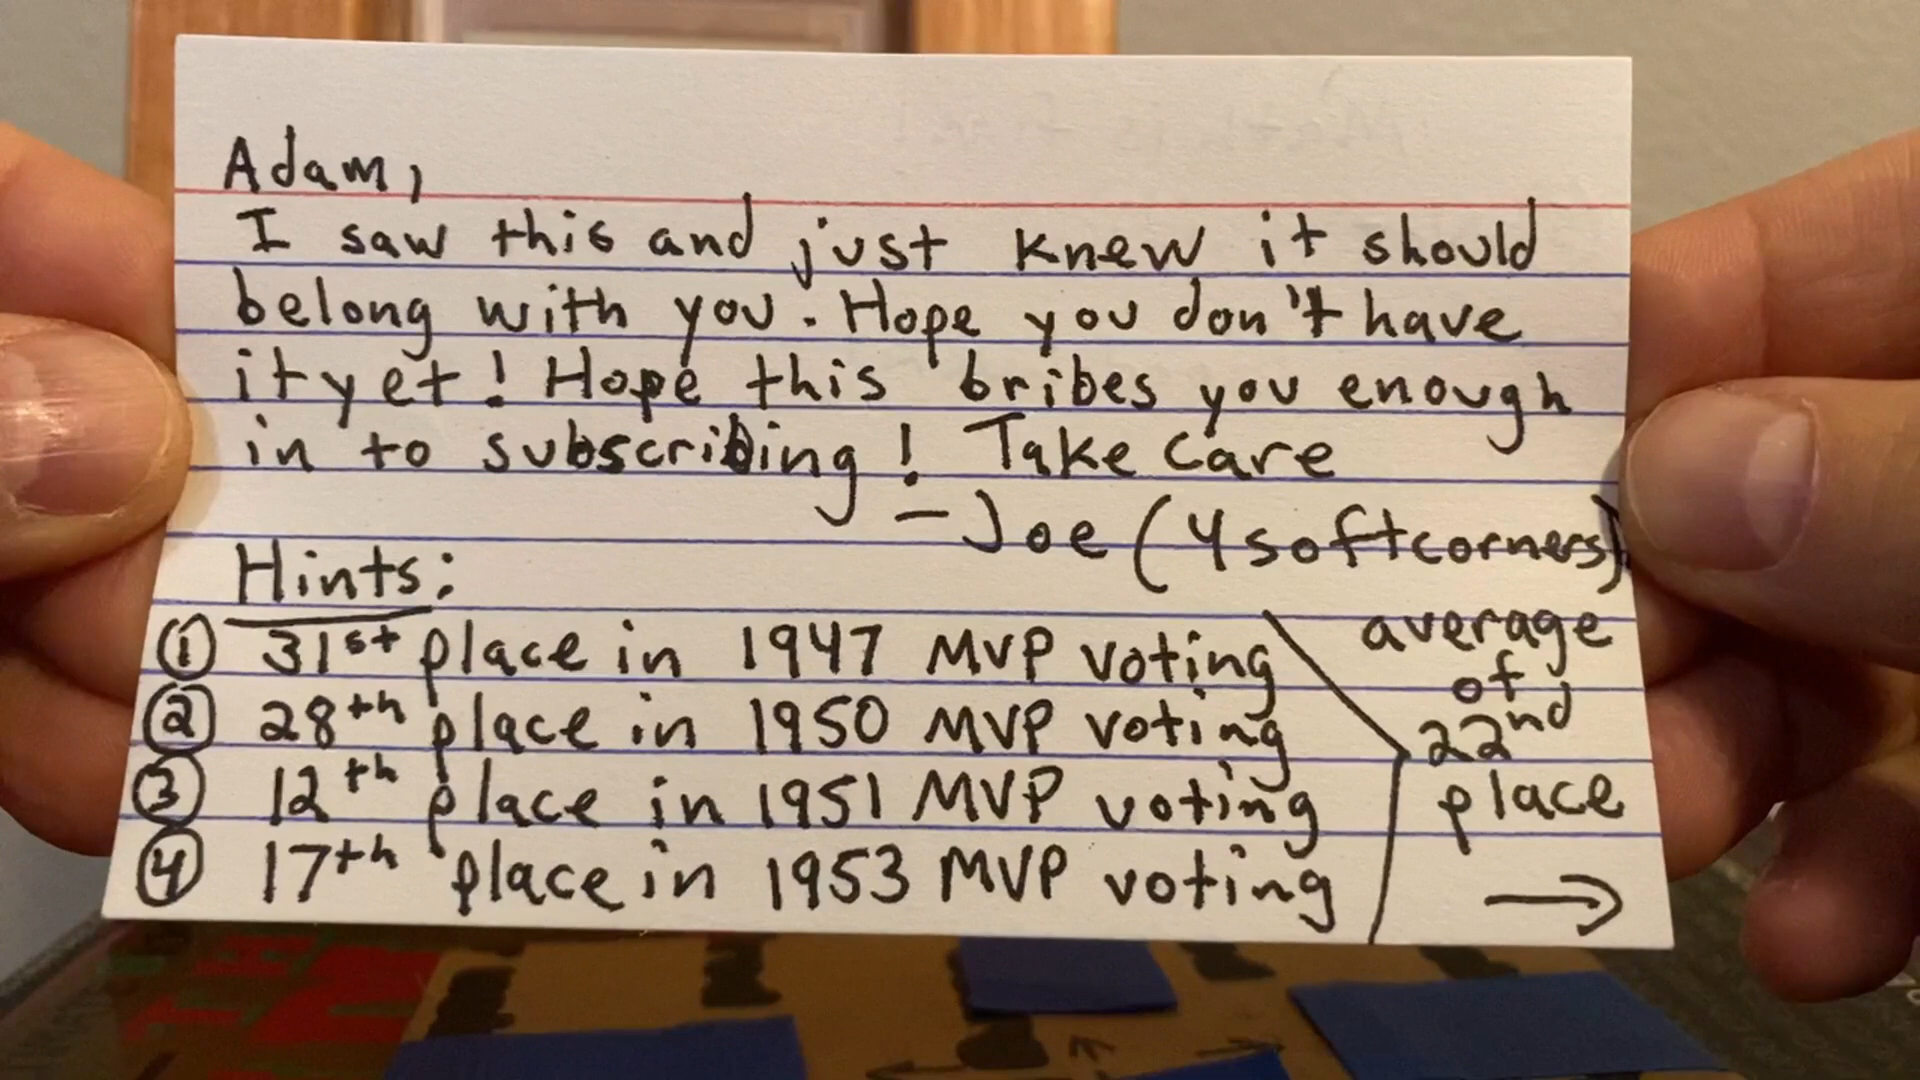 Adam,
I saw this and just knew it should
belong with you. Hope you don't have
it yet! Hope this bribes you enough
in to subscribing! Take care
- Joe (4softcorners)
Hints:
① 31st place in 1947 MVP voting
② 28th place in 1950 MVP voting
③ 12th place in 1951 MVP voting
④ 17th place in 1953 MVP voting
average
of
22nd
place
→